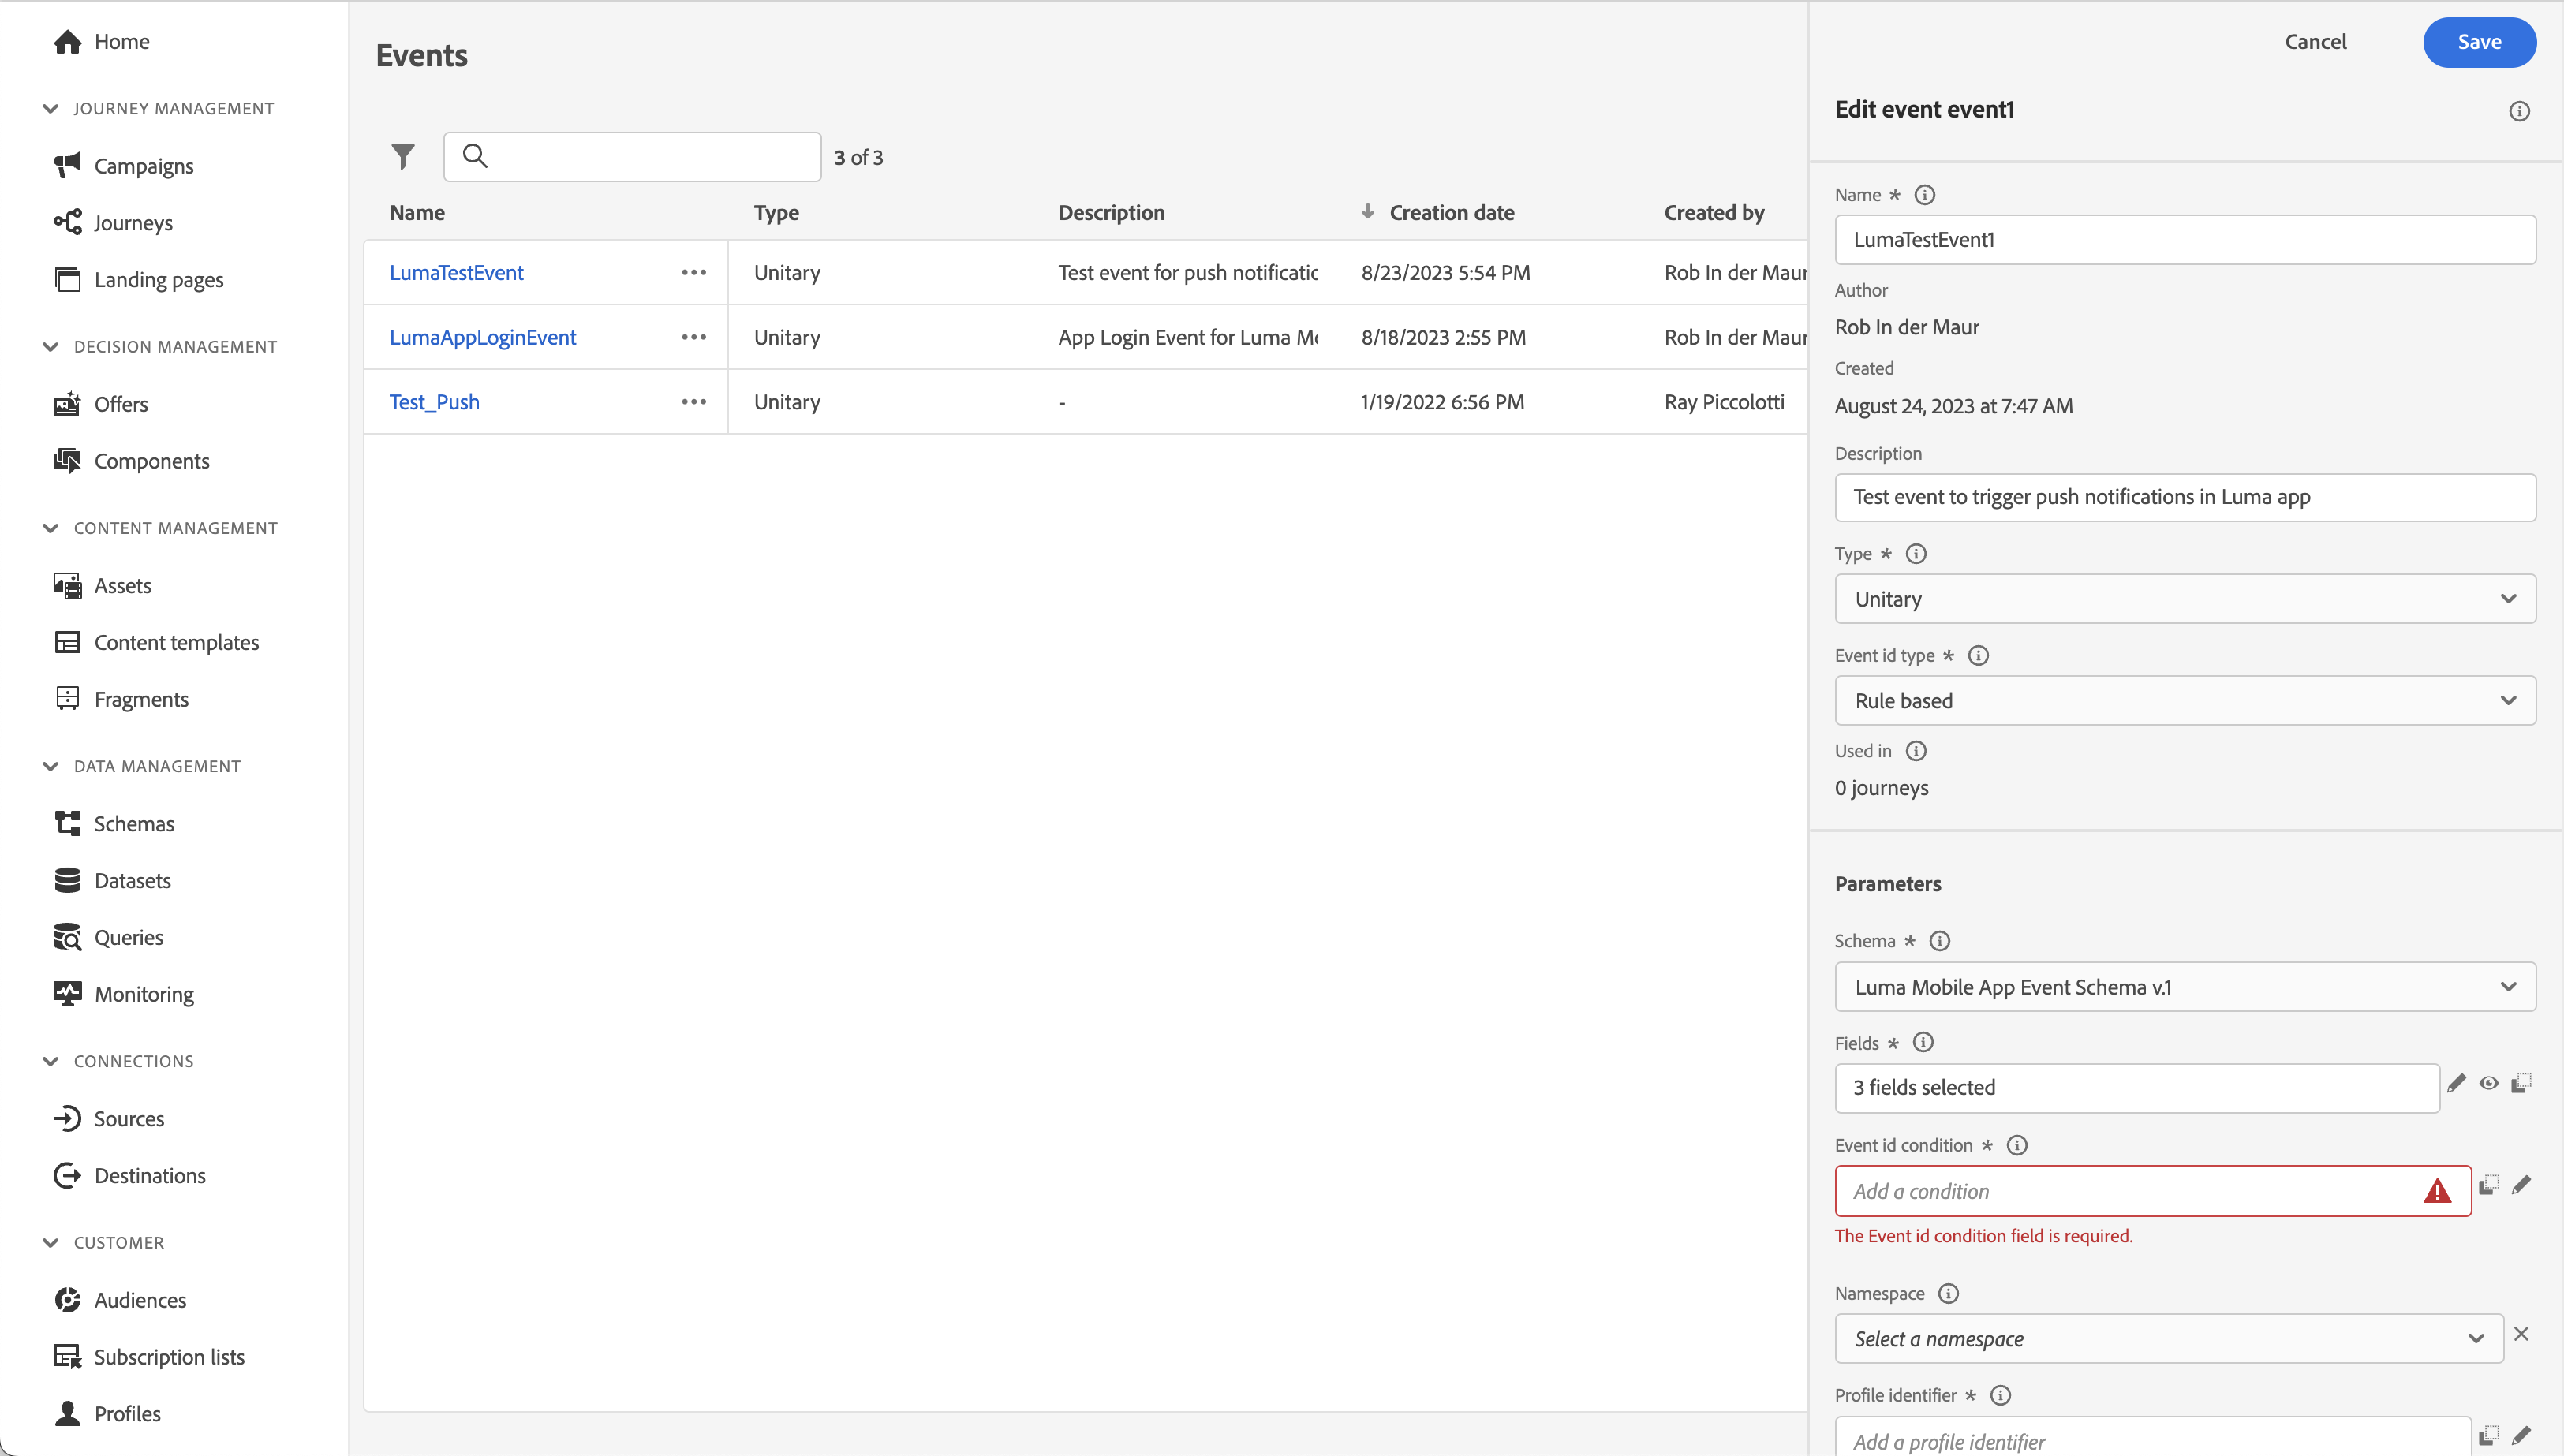 Home
JOURNEY MANAGEMENT
Campaigns
Journeys
Landing pages
DECISION MANAGEMENT
Offers
Components
CONTENT MANAGEMENT
Assets
Content templates
Fragments
DATA MANAGEMENT
Schemas
Datasets
Queries
Monitoring
CONNECTIONS
Sources
Destinations
CUSTOMER
Audiences
Subscription lists
Profiles
Events
3 of 3
Name Type Description Creation date Created by
LumaTestEvent Unitary Test event for push notificatic 8/23/2023 5:54 PM Rob In der Maur
LumaAppLoginEvent Unitary App Login Event for Luma Mo 8/18/2023 2:55 PM Rob In der Maur
Test_Push Unitary - 1/19/2022 6:56 PM Ray Piccolotti
Cancel Save
Edit event event1
Name *
LumaTestEvent1
Author
Rob In der Maur
Created
August 24, 2023 at 7:47 AM
Description
Test event to trigger push notifications in Luma app
Type *
Unitary
Event id type *
Rule based
Used in
0 journeys
Parameters
Schema *
Luma Mobile App Event Schema v.1
Fields *
3 fields selected
Event id condition *
Add a condition
The Event id condition field is required.
Namespace
Select a namespace
Profile identifier *
Add a profile identifier